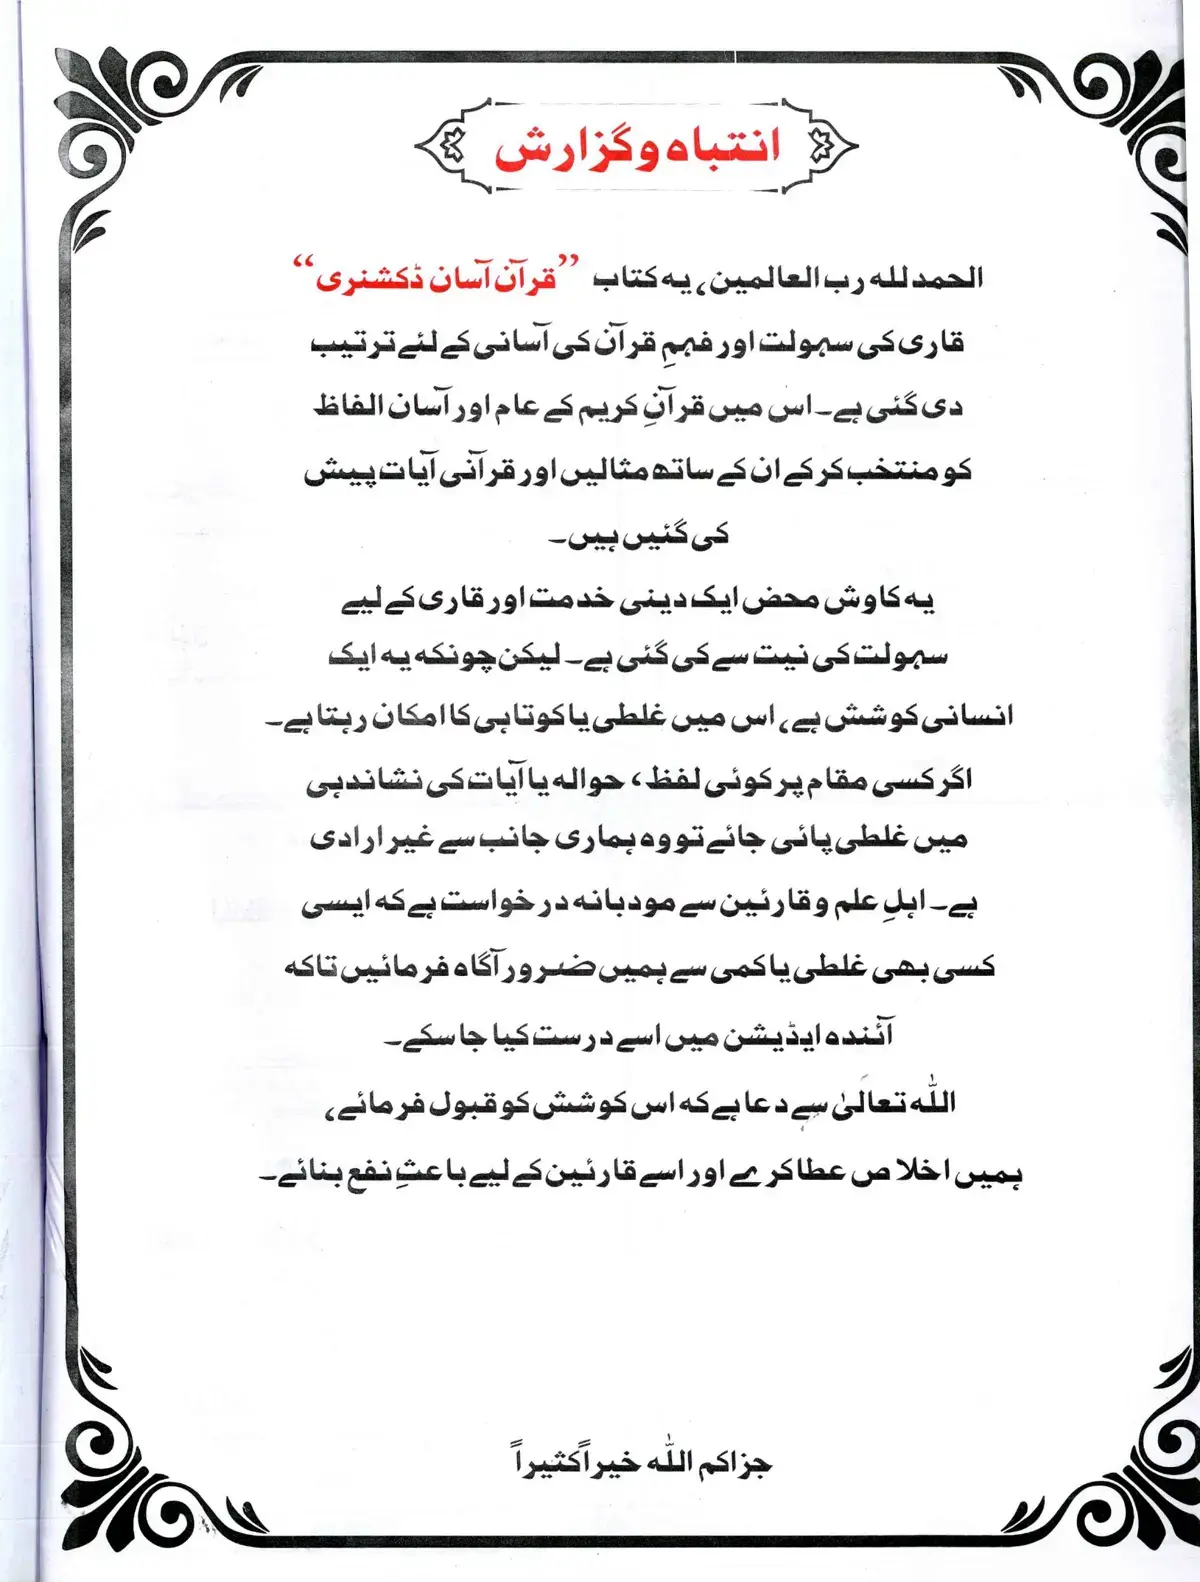 انتباہ و گزارش
الحمدللہ رب العالمین، یہ کتاب ”قرآن آسان ڈکشنری“
قاری کی سہولت اور فہمِ قرآن کی آسانی کے لئے ترتیب
دی گئی ہے۔ اس میں قرآنِ کریم کے عام اور آسان الفاظ
کو منتخب کر کے ان کے ساتھ مثالیں اور قرآنی آیات پیش
کی گئیں ہیں۔
یہ کاوش محض ایک دینی خدمت اور قاری کے لیے
سہولت کی نیت سے کی گئی ہے۔ لیکن چونکہ یہ ایک
انسانی کوشش ہے، اس میں غلطی یا کوتاہی کا امکان رہتا ہے۔
اگر کسی مقام پر کوئی لفظ، حوالہ یا آیات کی نشاندہی
میں غلطی پائی جائے تو وہ ہماری جانب سے غیر ارادی
ہے۔ اہلِ علم و قارئین سے مودبانہ درخواست ہے کہ ایسی
کسی بھی غلطی یا کمی سے ہمیں ضرور آگاہ فرمائیں تاکہ
آئندہ ایڈیشن میں اسے درست کیا جا سکے۔
اللہ تعالیٰ سے دعا ہے کہ اس کوشش کو قبول فرمائے،
ہمیں اخلاص عطا کرے اور اسے قارئین کے لیے باعثِ نفع بنائے۔
جزاکم اللہ خیراً کثیراً